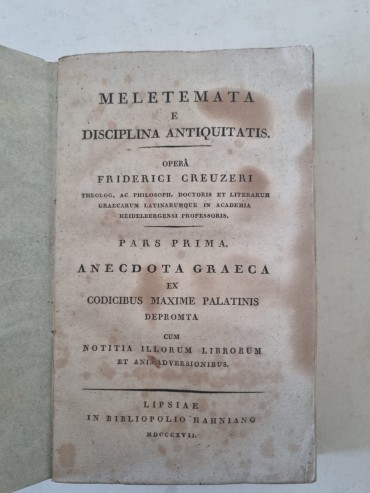 MELETEMATA
E
DISCIPLINA ANTIQUITATIS.
OPERÂ
FRIDERICI CREUZERI
THEOLOG. AC PHILOSOPH. DOCTORIS ET LITERARUM
GRAECARUM LATINARUMQUE IN ACADEMIA
HEIDELBERGENSI PROFESSORIS.
PARS PRIMA.
ANECDOTA GRAECA
EX
CODICIBUS MAXIME PALATINIS
DEPROMTA
CUM
NOTITIA ILLORUM LIBRORUM
ET ANIMADVERSIONIBUS.
LIPSIAE
IN BIBLIOPOLIO HAHNIANO
MDCCCXVII.